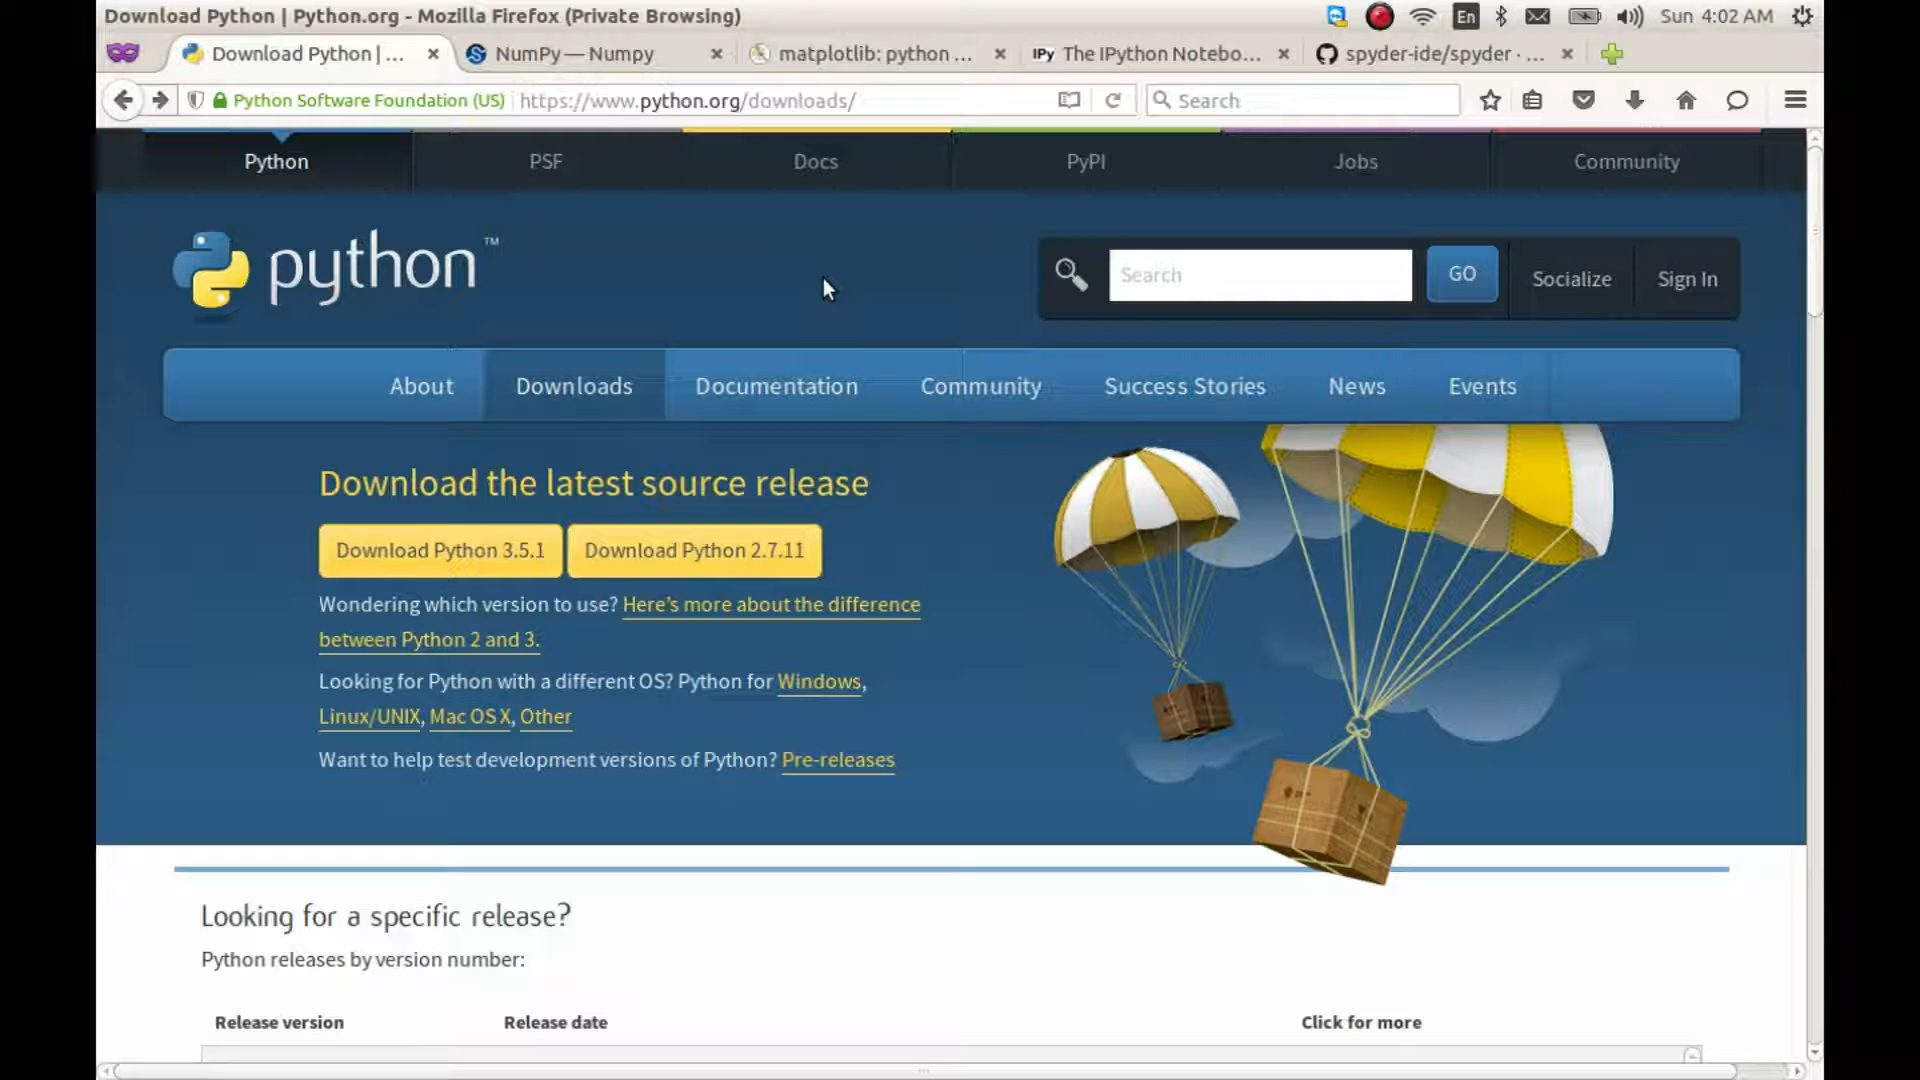 Download Python | Python.org - Mozilla Firefox (Private Browsing)
En
Sun 4:02 AM
Download Python | ...
NumPy — Numpy
matplotlib: python ...
IPy The IPython Notebo...
spyder-ide/spyder · ...
Python Software Foundation (US)
https://www.python.org/downloads/
Search
Python
PSF
Docs
PyPI
Jobs
Community
python™
Search
GO
Socialize
Sign In
About
Downloads
Documentation
Community
Success Stories
News
Events
Download the latest source release
Download Python 3.5.1
Download Python 2.7.11
Wondering which version to use? Here's more about the difference
between Python 2 and 3.
Looking for Python with a different OS? Python for Windows,
Linux/UNIX, Mac OS X, Other
Want to help test development versions of Python? Pre-releases
Looking for a specific release?
Python releases by version number:
Release version
Release date
Click for more